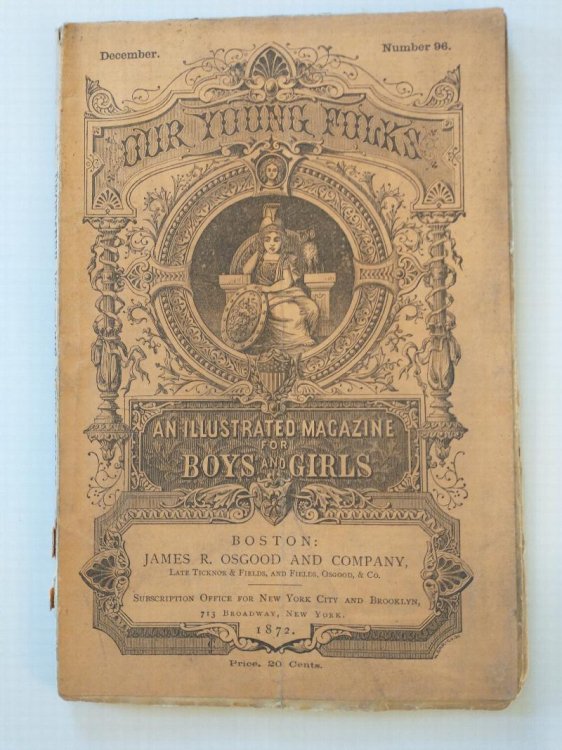 December.
Number 96.
OUR YOUNG FOLKS
AN ILLUSTRATED MAGAZINE
FOR
BOYS AND GIRLS
BOSTON:
JAMES R. OSGOOD AND COMPANY,
LATE TICKNOR & FIELDS, AND FIELDS, OSGOOD, & CO.
SUBSCRIPTION OFFICE FOR NEW YORK CITY AND BROOKLYN,
713 BROADWAY, NEW YORK.
1872.
Price, 20 Cents.